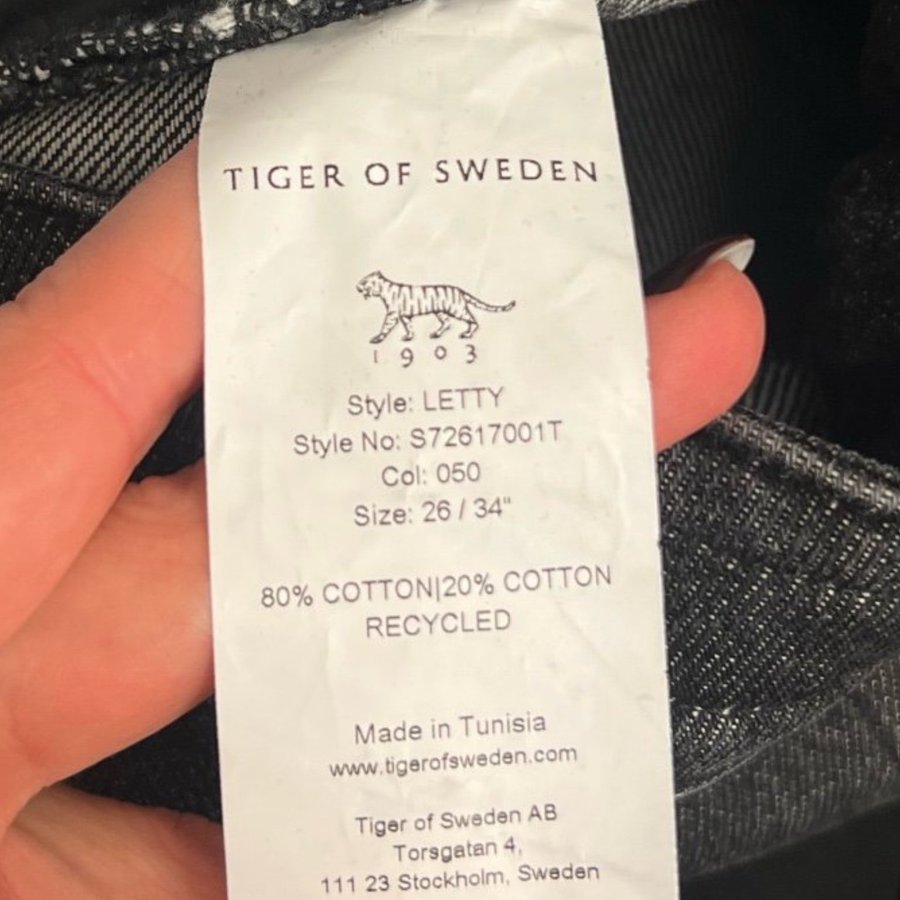 TIGER OF SWEDEN
1903
Style: LETTY
Style No: S72617001T
Col: 050
Size: 26 / 34"
80% COTTON|20% COTTON
RECYCLED
Made in Tunisia
www.tigerofsweden.com
Tiger of Sweden AB
Torsgatan 4,
111 23 Stockholm, Sweden